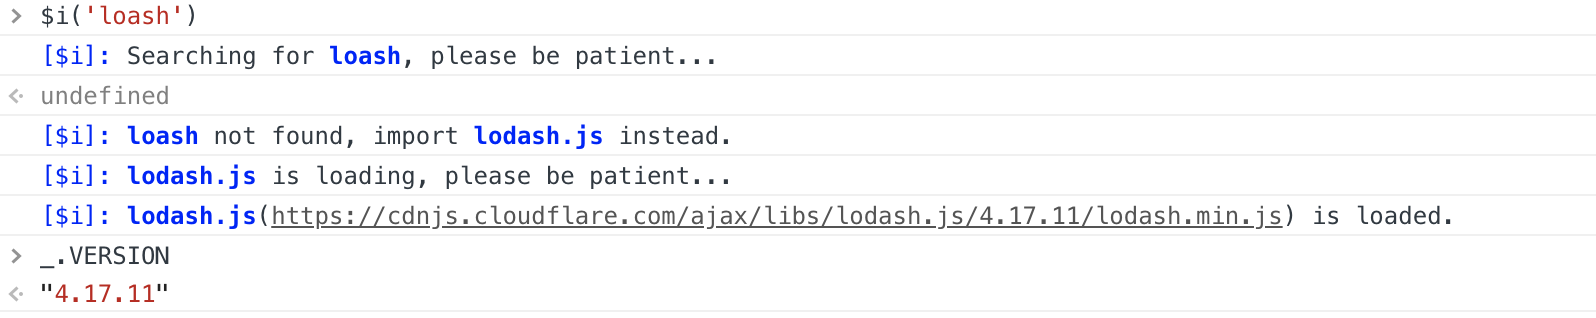 > $i('loash')
[$i]: Searching for loash, please be patient...
<· undefined
[$i]: loash not found, import lodash.js instead.
[$i]: lodash.js is loading, please be patient...
[$i]: lodash.js(https://cdnjs.cloudflare.com/ajax/libs/lodash.js/4.17.11/lodash.min.js) is loaded.
> _.VERSION
<· "4.17.11"